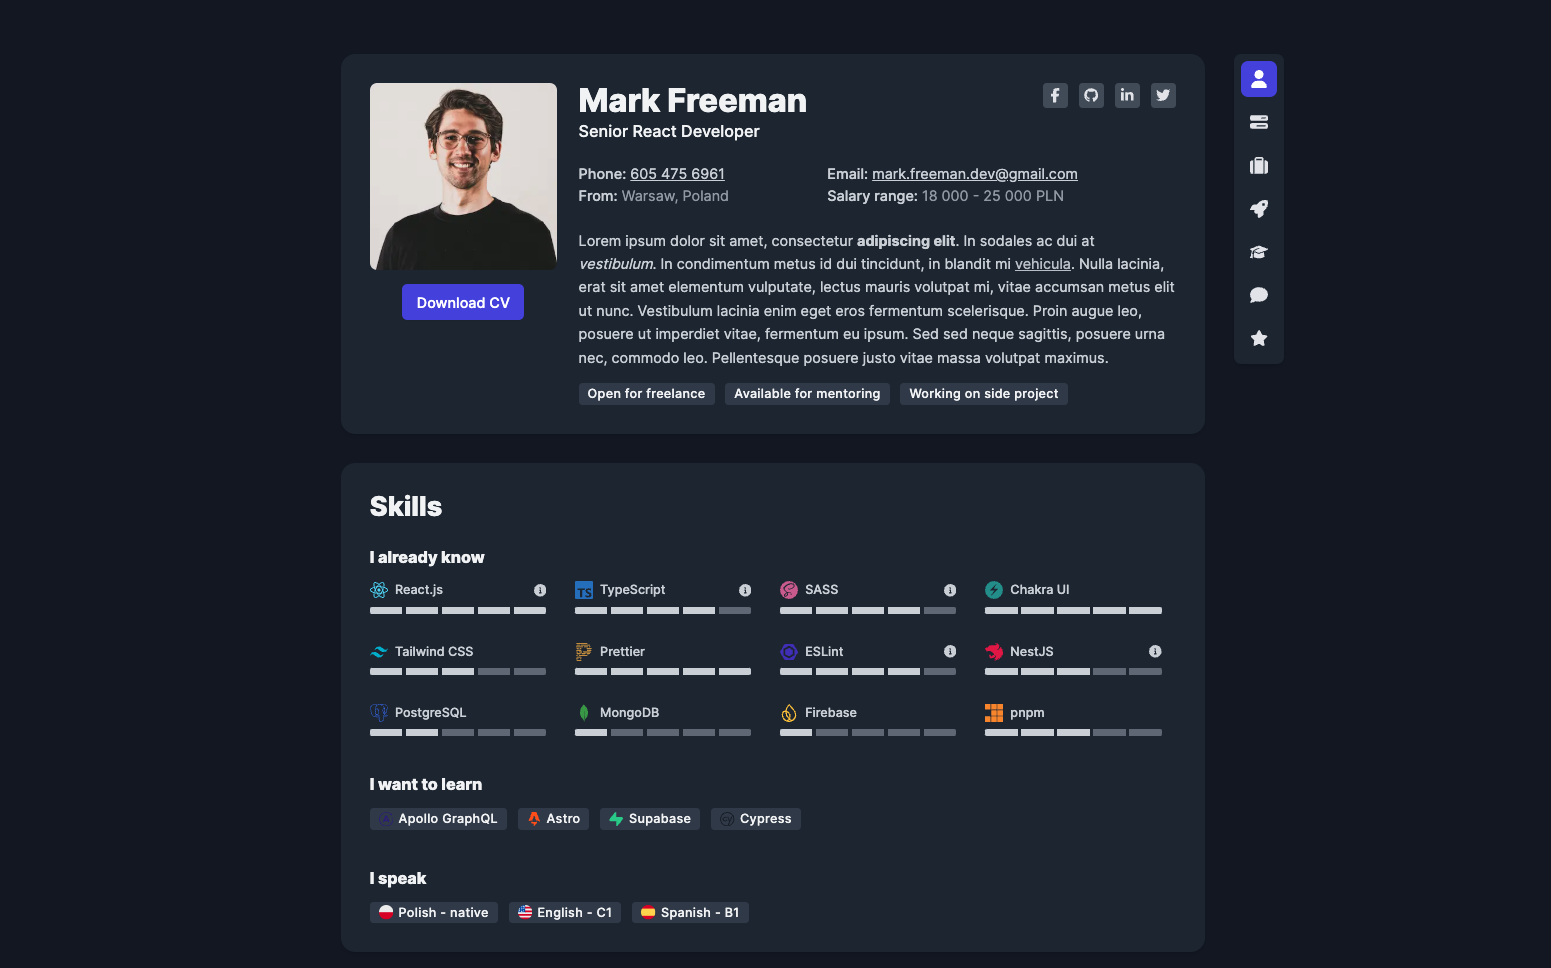 Mark Freeman
Senior React Developer
Phone: 605 475 6961
Email: mark.freeman.dev@gmail.com
From: Warsaw, Poland
Salary range: 18 000 - 25 000 PLN
Lorem ipsum dolor sit amet, consectetur adipiscing elit. In sodales ac dui at
vestibulum. In condimentum metus id dui tincidunt, in blandit mi vehicula. Nulla lacinia,
erat sit amet elementum vulputate, lectus mauris volutpat mi, vitae accumsan metus elit
ut nunc. Vestibulum lacinia enim eget eros fermentum scelerisque. Proin augue leo,
posuere ut imperdiet vitae, fermentum eu ipsum. Sed sed neque sagittis, posuere urna
nec, commodo leo. Pellentesque posuere justo vitae massa volutpat maximus.
Download CV
Open for freelance
Available for mentoring
Working on side project
Skills
I already know
React.js
TypeScript
SASS
Chakra UI
Tailwind CSS
Prettier
ESLint
NestJS
PostgreSQL
MongoDB
Firebase
pnpm
I want to learn
Apollo GraphQL
Astro
Supabase
Cypress
I speak
Polish - native
English - C1
Spanish - B1